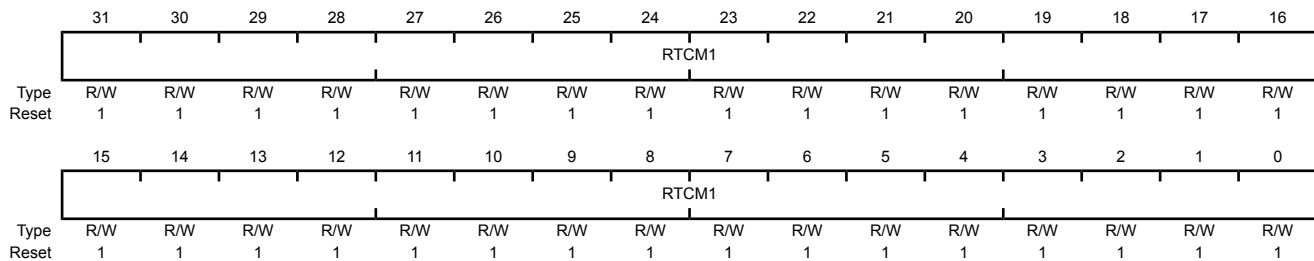 31 30 29 28 27 26 25 24 23 22 21 20 19 18 17 16
RTCM1
Type R/W R/W R/W R/W R/W R/W R/W R/W R/W R/W R/W R/W R/W R/W R/W R/W
Reset 1 1 1 1 1 1 1 1 1 1 1 1 1 1 1 1
15 14 13 12 11 10 9 8 7 6 5 4 3 2 1 0
RTCM1
Type R/W R/W R/W R/W R/W R/W R/W R/W R/W R/W R/W R/W R/W R/W R/W R/W
Reset 1 1 1 1 1 1 1 1 1 1 1 1 1 1 1 1